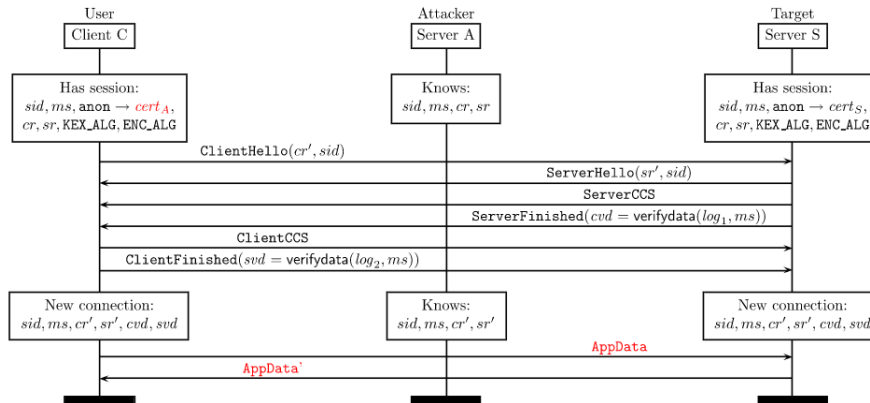 User
Attacker
Target
Client C
Server A
Server S
Has session:
sid, ms, anon → cert_A,
cr, sr, KEX_ALG, ENC_ALG
Knows:
sid, ms, cr, sr
Has session:
sid, ms, anon → cert_S,
cr, sr, KEX_ALG, ENC_ALG
ClientHello(cr′, sid)
ServerHello(sr′, sid)
ServerCCS
ServerFinished(cvd = verifydata(log₁, ms))
ClientCCS
ClientFinished(svd = verifydata(log₂, ms))
New connection:
sid, ms, cr′, sr′, cvd, svd
Knows:
sid, ms, cr′, sr′
New connection:
sid, ms, cr′, sr′, cvd, svd
AppData
AppData'